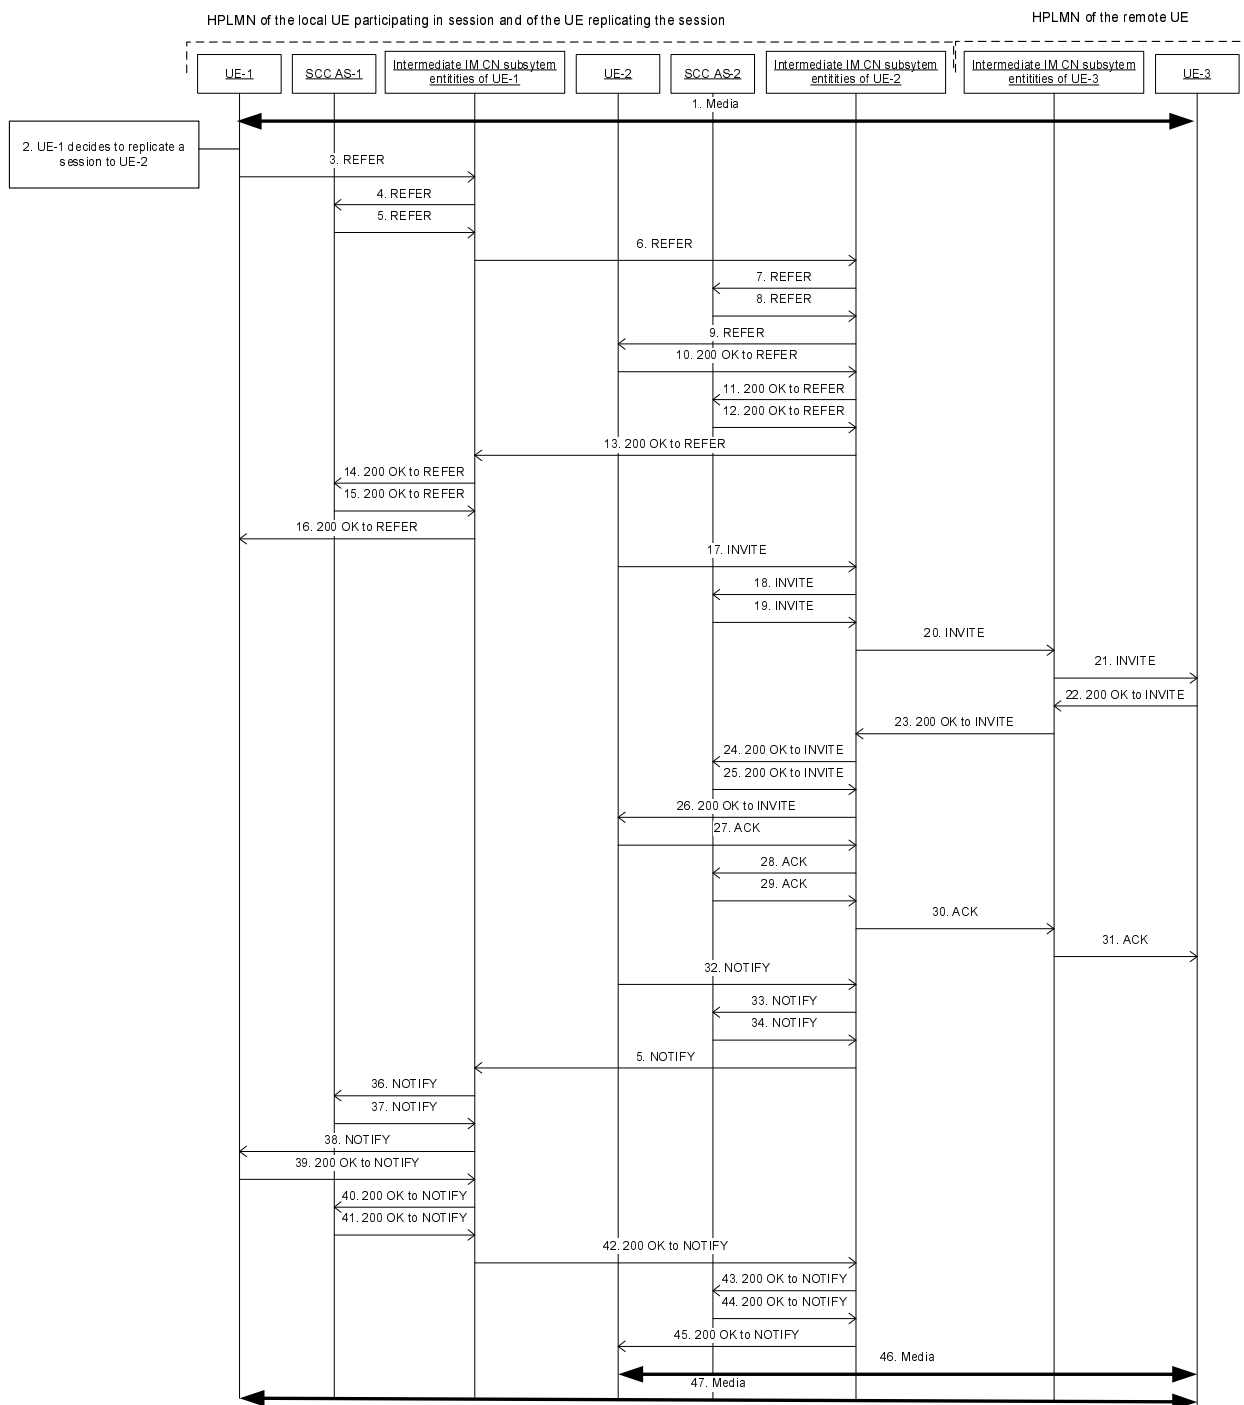 HPLMN of the local UE participating in session and of the UE replicating the session
HPLMN of the remote UE
UE-1
SCC AS-1
Intermediate IM CN subsytem
entitities of UE-1
UE-2
SCC AS-2
Intermediate IM CN subsytem
entitities of UE-2
Intermediate IM CN subsystem
entitities of UE-3
UE-3
1. Media
2. UE-1 decides to replicate a
session to UE-2
3. REFER
4. REFER
5. REFER
6. REFER
7. REFER
8. REFER
9. REFER
10. 200 OK to REFER
11. 200 OK to REFER
12. 200 OK to REFER
13. 200 OK to REFER
14. 200 OK to REFER
15. 200 OK to REFER
16. 200 OK to REFER
17. INVITE
18. INVITE
19. INVITE
20. INVITE
21. INVITE
22. 200 OK to INVITE
23. 200 OK to INVITE
24. 200 OK to INVITE
25. 200 OK to INVITE
26. 200 OK to INVITE
27. ACK
28. ACK
29. ACK
30. ACK
31. ACK
32. NOTIFY
33. NOTIFY
34. NOTIFY
5. NOTIFY
36. NOTIFY
37. NOTIFY
38. NOTIFY
39. 200 OK to NOTIFY
40. 200 OK to NOTIFY
41. 200 OK to NOTIFY
42. 200 OK to NOTIFY
43. 200 OK to NOTIFY
44. 200 OK to NOTIFY
45. 200 OK to NOTIFY
46. Media
47. Media